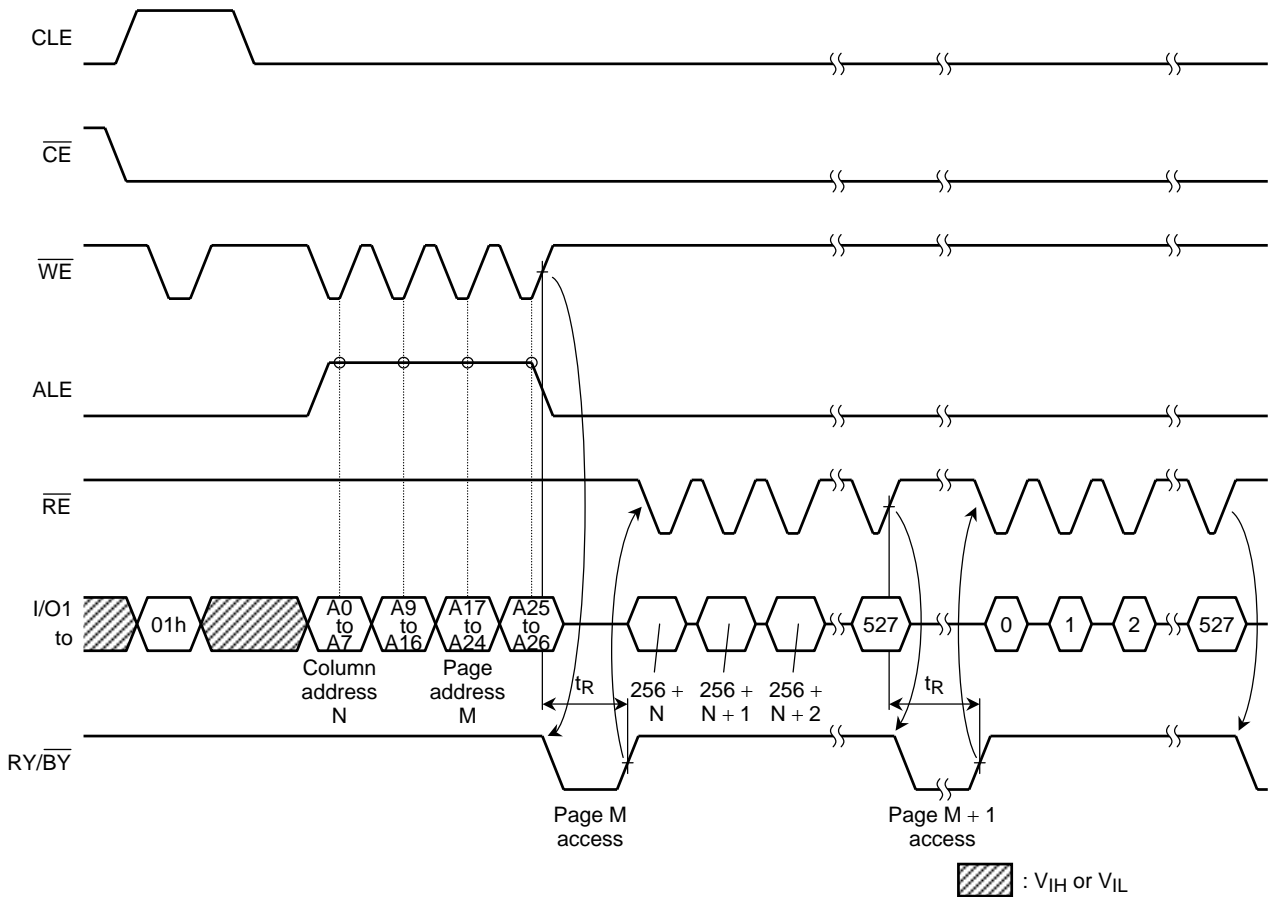 CLE
CE
WE
ALE
RE
I/O1
to
01h
A0
to
A7
A9
to
A16
A17
to
A24
A25
to
A26
527
0
1
2
527
Column
address
N
Page
address
M
tR
256 +
N
256 +
N + 1
256 +
N + 2
tR
RY/BY
Page M
access
Page M + 1
access
: VIH or VIL